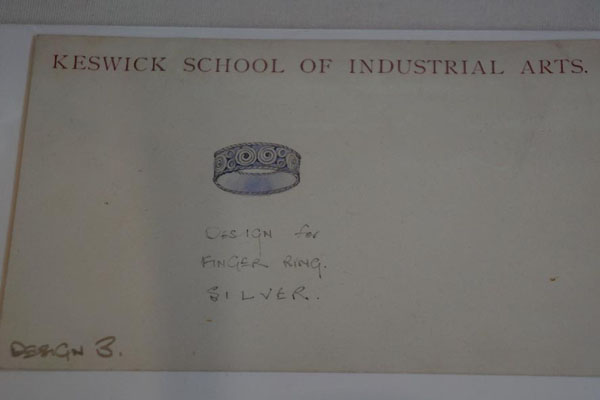 KESWICK SCHOOL OF INDUSTRIAL ARTS.
DESIGN for
FINGER RING.
SILVER.
DESIGN 3.